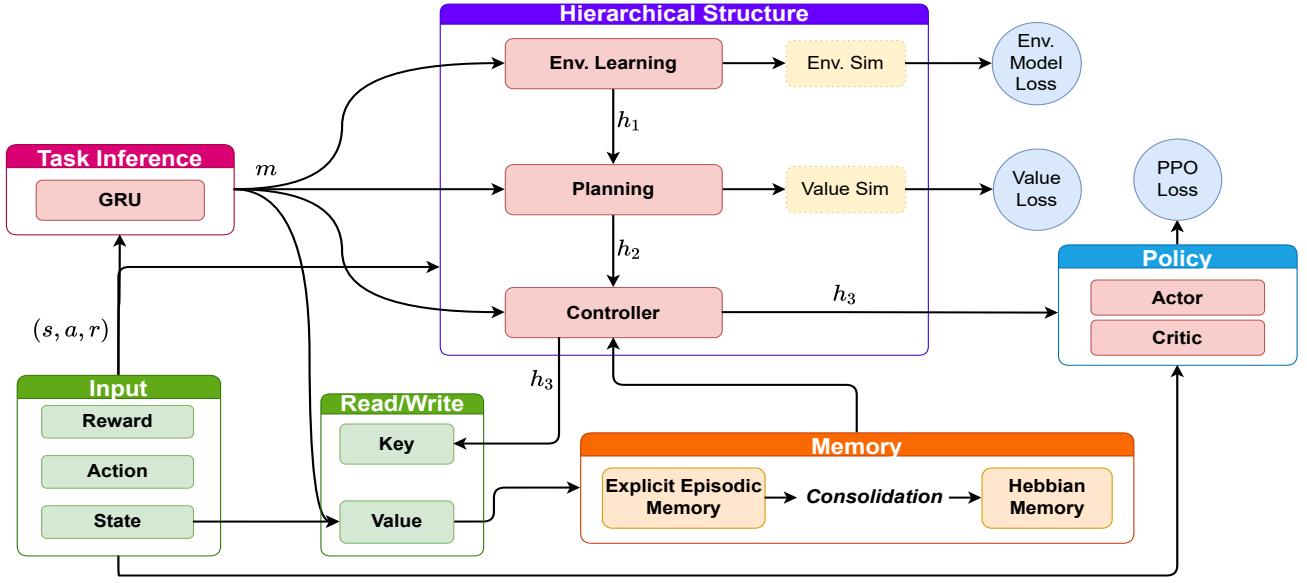 Hierarchical Structure
Env. Learning
Env. Sim
Env.
Model
Loss
h₁
Task Inference
GRU
m
Planning
Value Sim
Value
Loss
PPO
Loss
h₂
Policy
Actor
Critic
Controller
h₃
(s, a, r)
h₃
Input
Reward
Action
State
Read/Write
Key
Value
Memory
Explicit Episodic
Memory
Consolidation
Hebbian
Memory